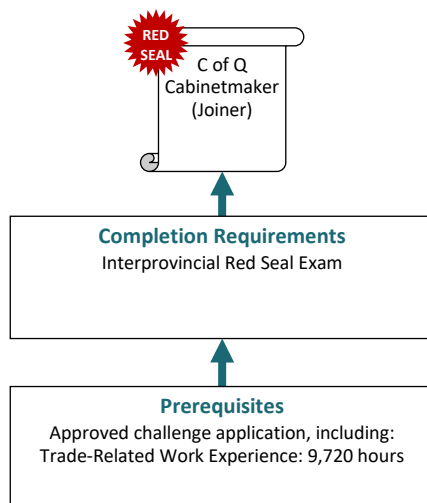 RED
SEAL
C of Q
Cabinetmaker
(Joiner)
Completion Requirements
Interprovincial Red Seal Exam
Prerequisites
Approved challenge application, including:
Trade-Related Work Experience: 9,720 hours